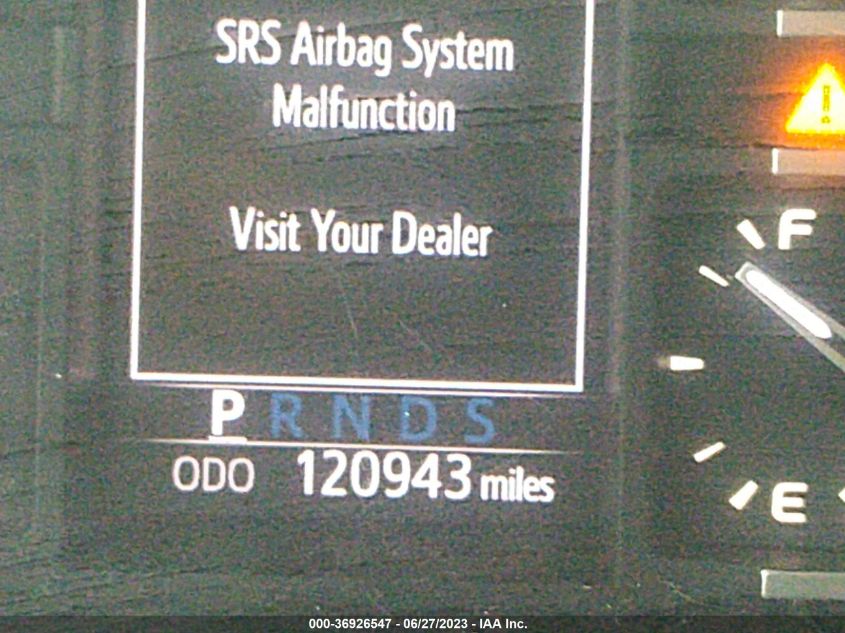 SRS Airbag System
Malfunction
Visit Your Dealer
F
P R N D S
ODO 120943 miles
E
000-36926547 - 06/27/2023 - IAA Inc.